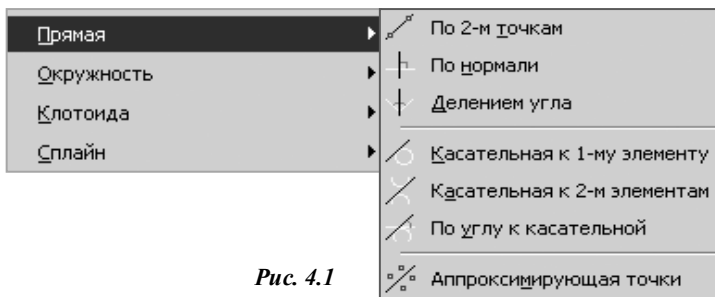 Прямая
Окружность
Клотоида
Сплайн
По 2-м точкам
По нормали
Делением угла
Касательная к 1-му элементу
Касательная к 2-м элементам
По углу к касательной
Аппроксимирующая точки
Рис. 4.1